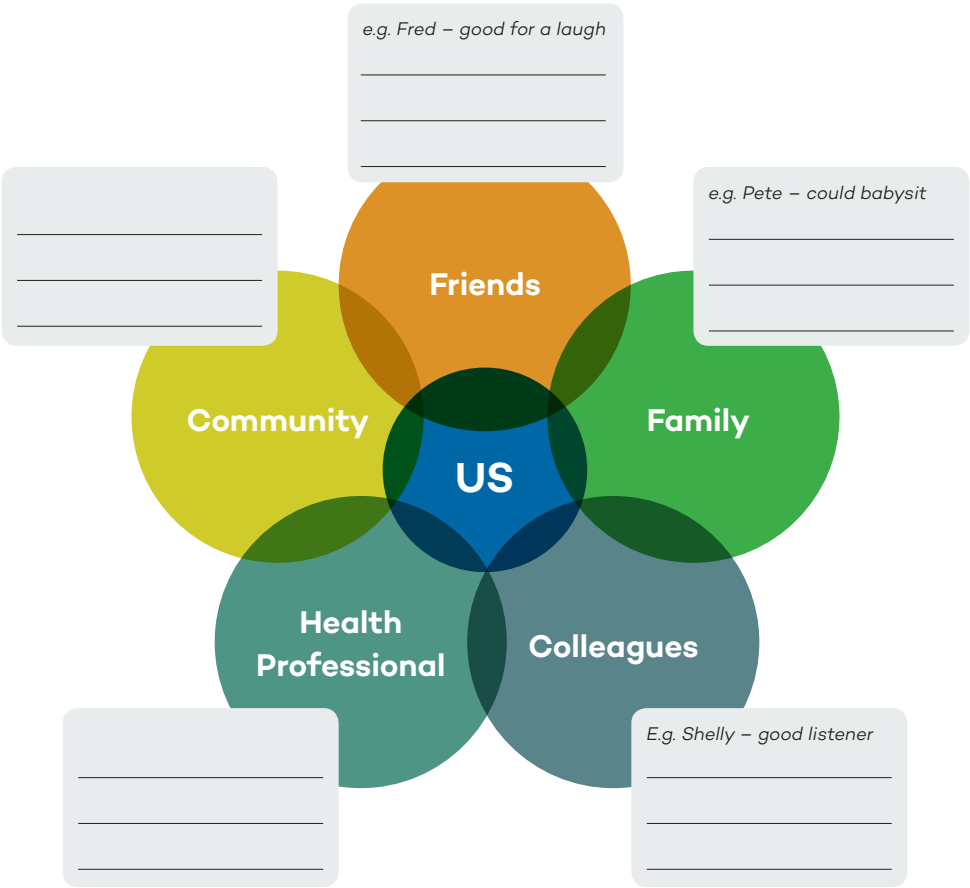 e.g. Fred – good for a laugh
e.g. Pete – could babysit
Friends
Community
Family
US
Health
Professional
Colleagues
E.g. Shelly – good listener